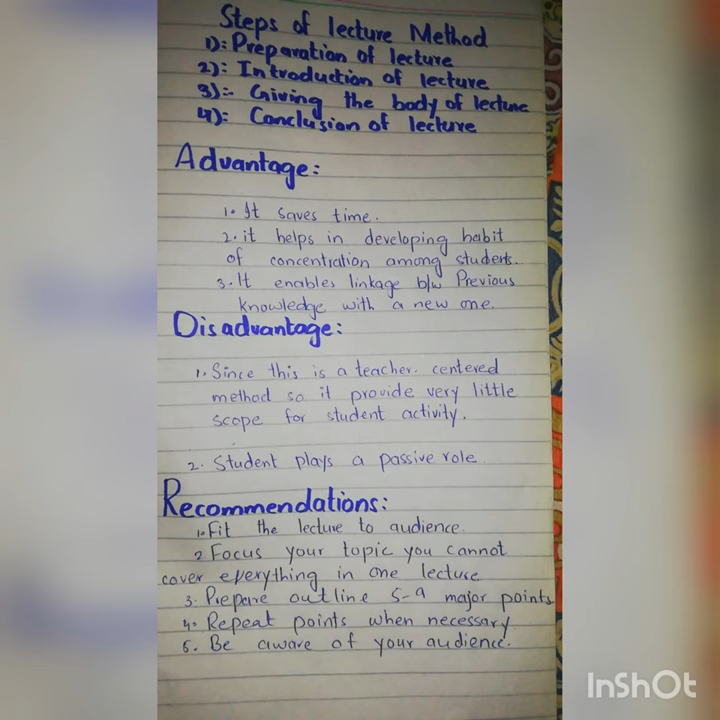 Steps of lecture Method
1):- Preparation of lecture
2):- Introduction of lecture
3):- Giving the body of lecture
4):- Conclusion of lecture
Advantage:
1. It saves time.
2. it helps in developing habit
of concentration among students.
3. It enables linkage b/w Previous
knowledge with a new one.
Disadvantage:
1. Since this is a teacher. centered
method so it provide very little
scope for student activity.
2. Student plays a passive role
Recommendations:
1. Fit the lecture to audience.
2 Focus your topic you cannot
cover everything in one lecture
3. Prepare outline 5-9 major points
4. Repeat points when necessary
5. Be aware of your audience.
InShOt